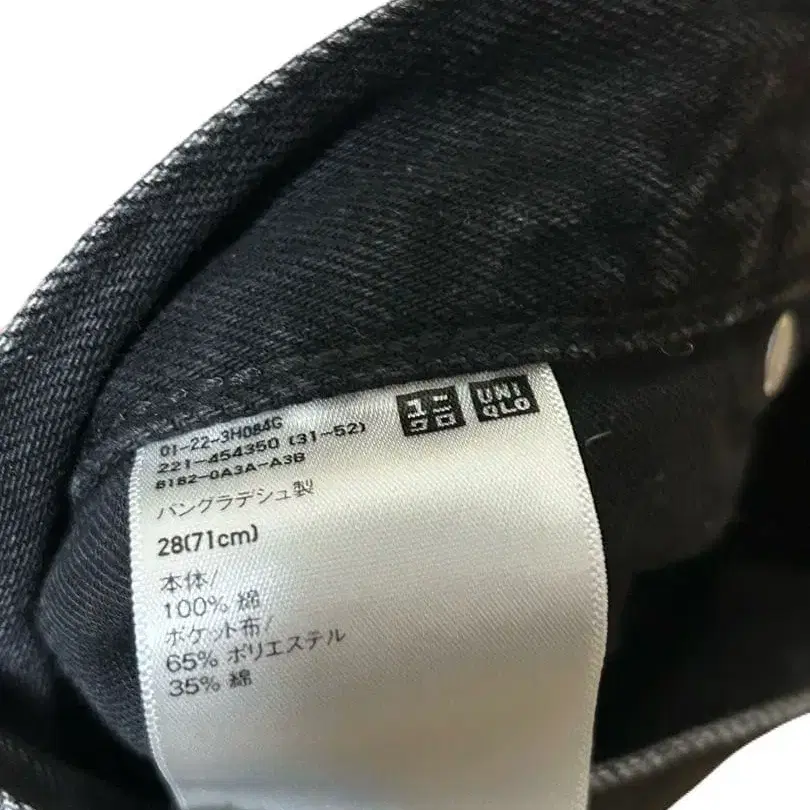 ユニクロ
UNIQLO
01-22-3H084G
221-454350 (31-52)
8182-0A3A-A3B
バングラデシュ製
28(71cm)
本体/
100% 綿
ポケット布/
65% ポリエステル
35% 綿